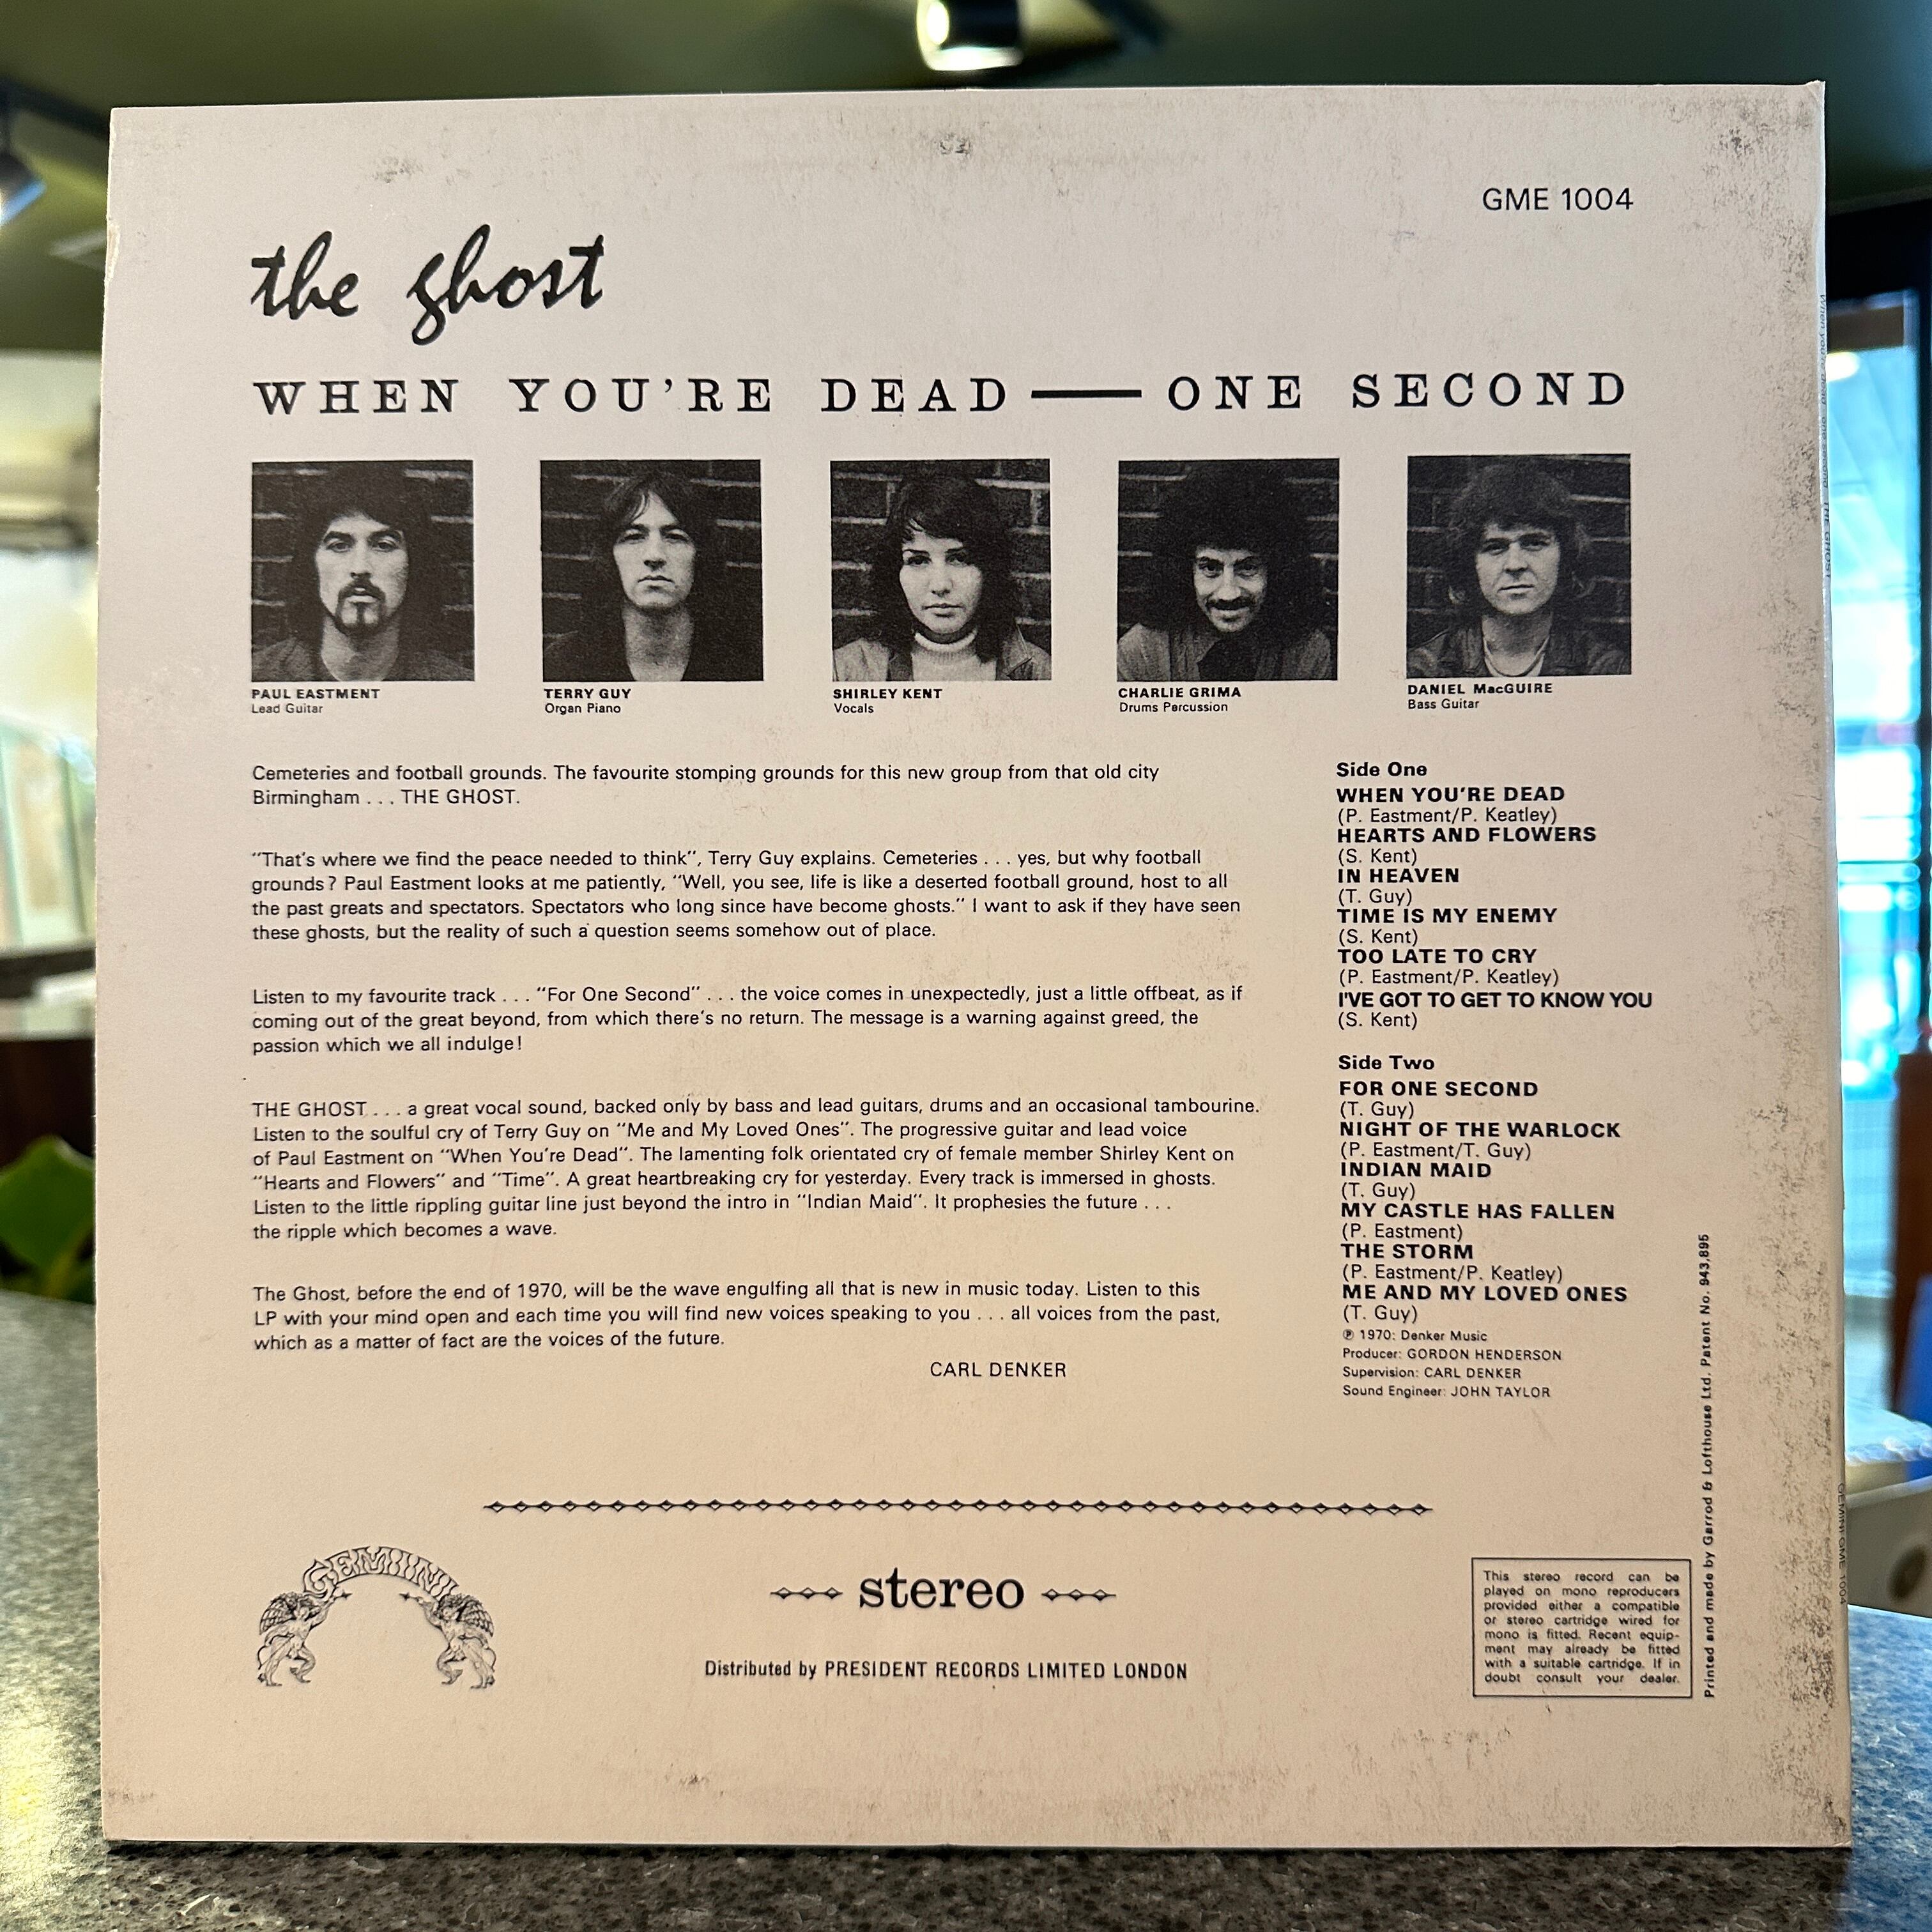 GME 1004
the ghost
WHEN YOU'RE DEAD — ONE SECOND
PAUL EASTMENT
Lead Guitar
TERRY GUY
Organ Piano
SHIRLEY KENT
Vocals
CHARLIE GRIMA
Drums Percussion
DANIEL MacGUIRE
Bass Guitar
Cemeteries and football grounds. The favourite stomping grounds for this new group from that old city
Birmingham . . . THE GHOST.
"That's where we find the peace needed to think", Terry Guy explains. Cemeteries . . . yes, but why football
grounds? Paul Eastment looks at me patiently, "Well, you see, life is like a deserted football ground, host to all
the past greats and spectators. Spectators who long since have become ghosts." I want to ask if they have seen
these ghosts, but the reality of such a question seems somehow out of place.
Listen to my favourite track . . . "For One Second" . . . the voice comes in unexpectedly, just a little offbeat, as if
coming out of the great beyond, from which there's no return. The message is a warning against greed, the
passion which we all indulge!
THE GHOST . . . a great vocal sound, backed only by bass and lead guitars, drums and an occasional tambourine.
Listen to the soulful cry of Terry Guy on "Me and My Loved Ones". The progressive guitar and lead voice
of Paul Eastment on "When You're Dead". The lamenting folk orientated cry of female member Shirley Kent on
"Hearts and Flowers" and "Time". A great heartbreaking cry for yesterday. Every track is immersed in ghosts.
Listen to the little rippling guitar line just beyond the intro in "Indian Maid". It prophesies the future . . .
the ripple which becomes a wave.
The Ghost, before the end of 1970, will be the wave engulfing all that is new in music today. Listen to this
LP with your mind open and each time you will find new voices speaking to you . . . all voices from the past,
which as a matter of fact are the voices of the future.
CARL DENKER
Side One
WHEN YOU'RE DEAD
(P. Eastment/P. Keatley)
HEARTS AND FLOWERS
(S. Kent)
IN HEAVEN
(T. Guy)
TIME IS MY ENEMY
(S. Kent)
TOO LATE TO CRY
(P. Eastment/P. Keatley)
I'VE GOT TO GET TO KNOW YOU
(S. Kent)
Side Two
FOR ONE SECOND
(T. Guy)
NIGHT OF THE WARLOCK
(P. Eastment/T. Guy)
INDIAN MAID
(T. Guy)
MY CASTLE HAS FALLEN
(P. Eastment)
THE STORM
(P. Eastment/P. Keatley)
ME AND MY LOVED ONES
(T. Guy)
℗ 1970: Denker Music
Producer: GORDON HENDERSON
Supervision: CARL DENKER
Sound Engineer: JOHN TAYLOR
GEMINI
stereo
Distributed by PRESIDENT RECORDS LIMITED LONDON
This stereo record can be
played on mono reproducers
provided either a compatible
or stereo cartridge wired for
mono is fitted. Recent equip-
ment may already be fitted
with a suitable cartridge. If in
doubt consult your dealer.
Printed and made by Garrod & Lofthouse Ltd. Patent No. 943,895
When you're dead - one second THE GHOST
GEMINI GME 1004